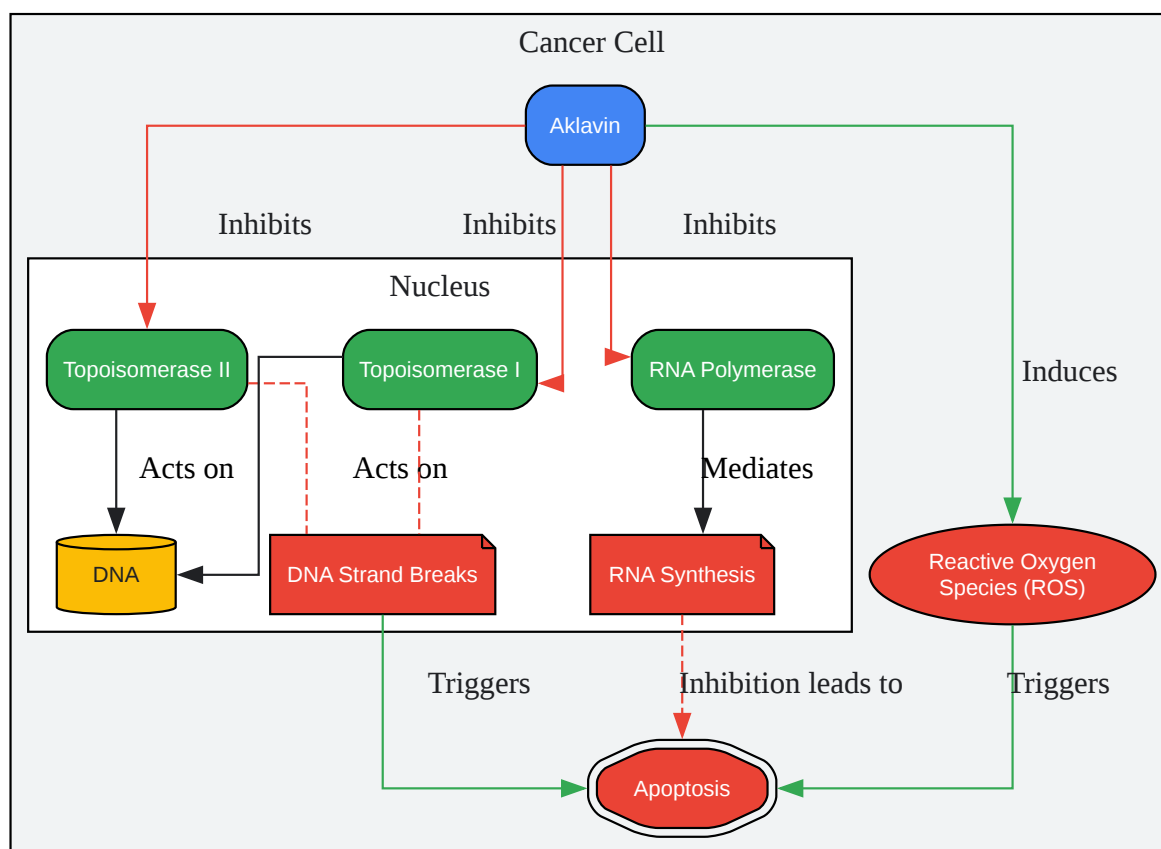 Cancer Cell
Aklavin
Inhibits
Inhibits
Inhibits
Nucleus
Topoisomerase II
Topoisomerase I
RNA Polymerase
Induces
Acts on
Acts on
Mediates
DNA
DNA Strand Breaks
RNA Synthesis
Reactive Oxygen
Species (ROS)
Triggers
Inhibition leads to
Triggers
Apoptosis